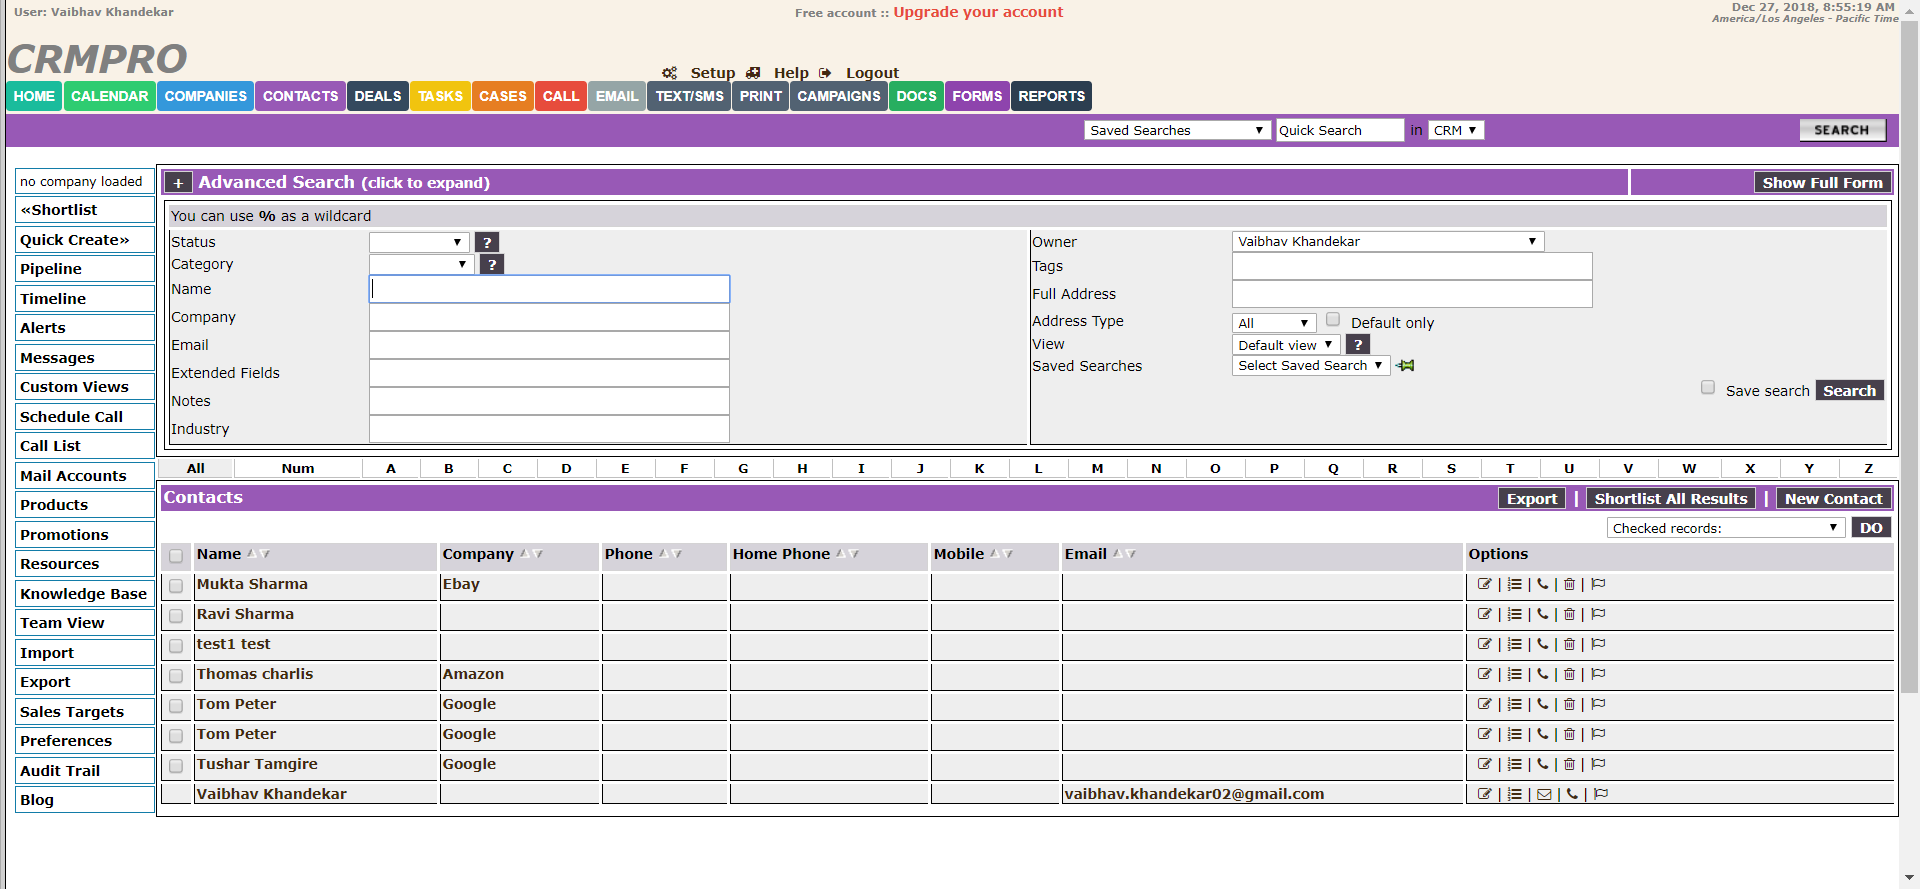 User: Vaibhav Khandekar
Free account :: Upgrade your account
Dec 27, 2018, 8:55:19 AM
America/Los Angeles - Pacific Time
CRMPRO
Setup Help Logout
HOME CALENDAR COMPANIES CONTACTS DEALS TASKS CASES CALL EMAIL TEXT/SMS PRINT CAMPAIGNS DOCS FORMS REPORTS
Saved Searches Quick Search in CRM SEARCH
no company loaded
«Shortlist
Quick Create»
Pipeline
Timeline
Alerts
Messages
Custom Views
Schedule Call
Call List
Mail Accounts
Products
Promotions
Resources
Knowledge Base
Team View
Import
Export
Sales Targets
Preferences
Audit Trail
Blog
+ Advanced Search (click to expand) Show Full Form
You can use % as a wildcard
Status ?
Category ?
Name
Company
Email
Extended Fields
Notes
Industry
Owner Vaibhav Khandekar
Tags
Full Address
Address Type All Default only
View Default view ?
Saved Searches Select Saved Search
Save search Search
All Num A B C D E F G H I J K L M N O P Q R S T U V W X Y Z
Contacts Export | Shortlist All Results | New Contact
Checked records: DO
Name Company Phone Home Phone Mobile Email Options
Mukta Sharma Ebay
Ravi Sharma
test1 test
Thomas charlis Amazon
Tom Peter Google
Tom Peter Google
Tushar Tamgire Google
Vaibhav Khandekar vaibhav.khandekar02@gmail.com